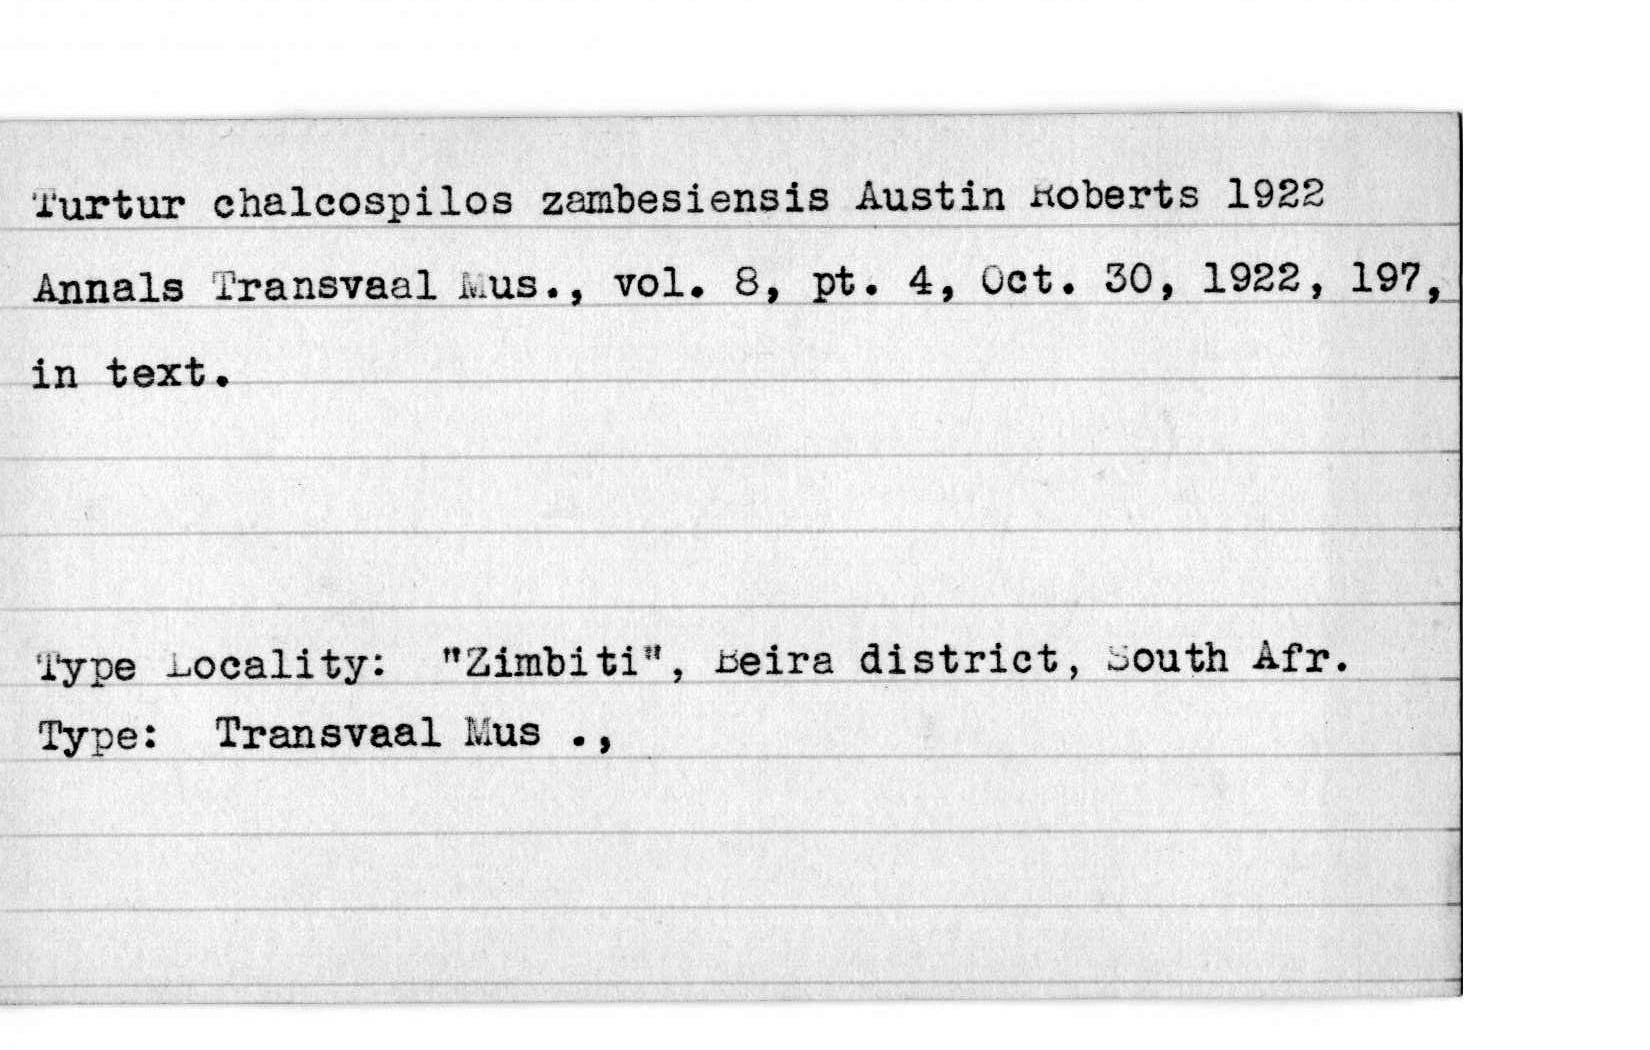 Turtur chalcospilos zambesiensis Austin Roberts 1922
Annals Transvaal Mus., vol. 8, pt. 4, Oct. 30, 1922, 197,
in text.
Type Locality: "Zimbiti", Beira district, South Afr.
Type: Transvaal Mus .,